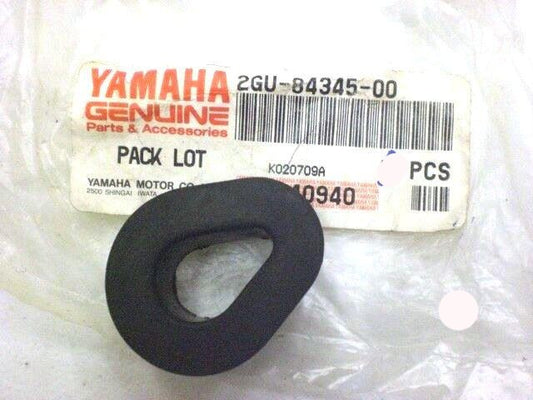 YAMAHA 2GU-84345-00
GENUINE
Parts & Accessories
PACK LOT K020709A PCS
YAMAHA MOTOR CO 40940
2500 SHINGAI IWATA